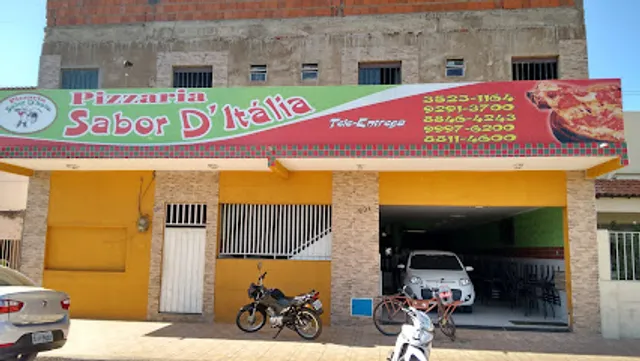 Pizzaria
Sabor D'Itália
Tele-Entrega
3523-1164
9291-3700
8846-4243
9997-6200
8811-4600